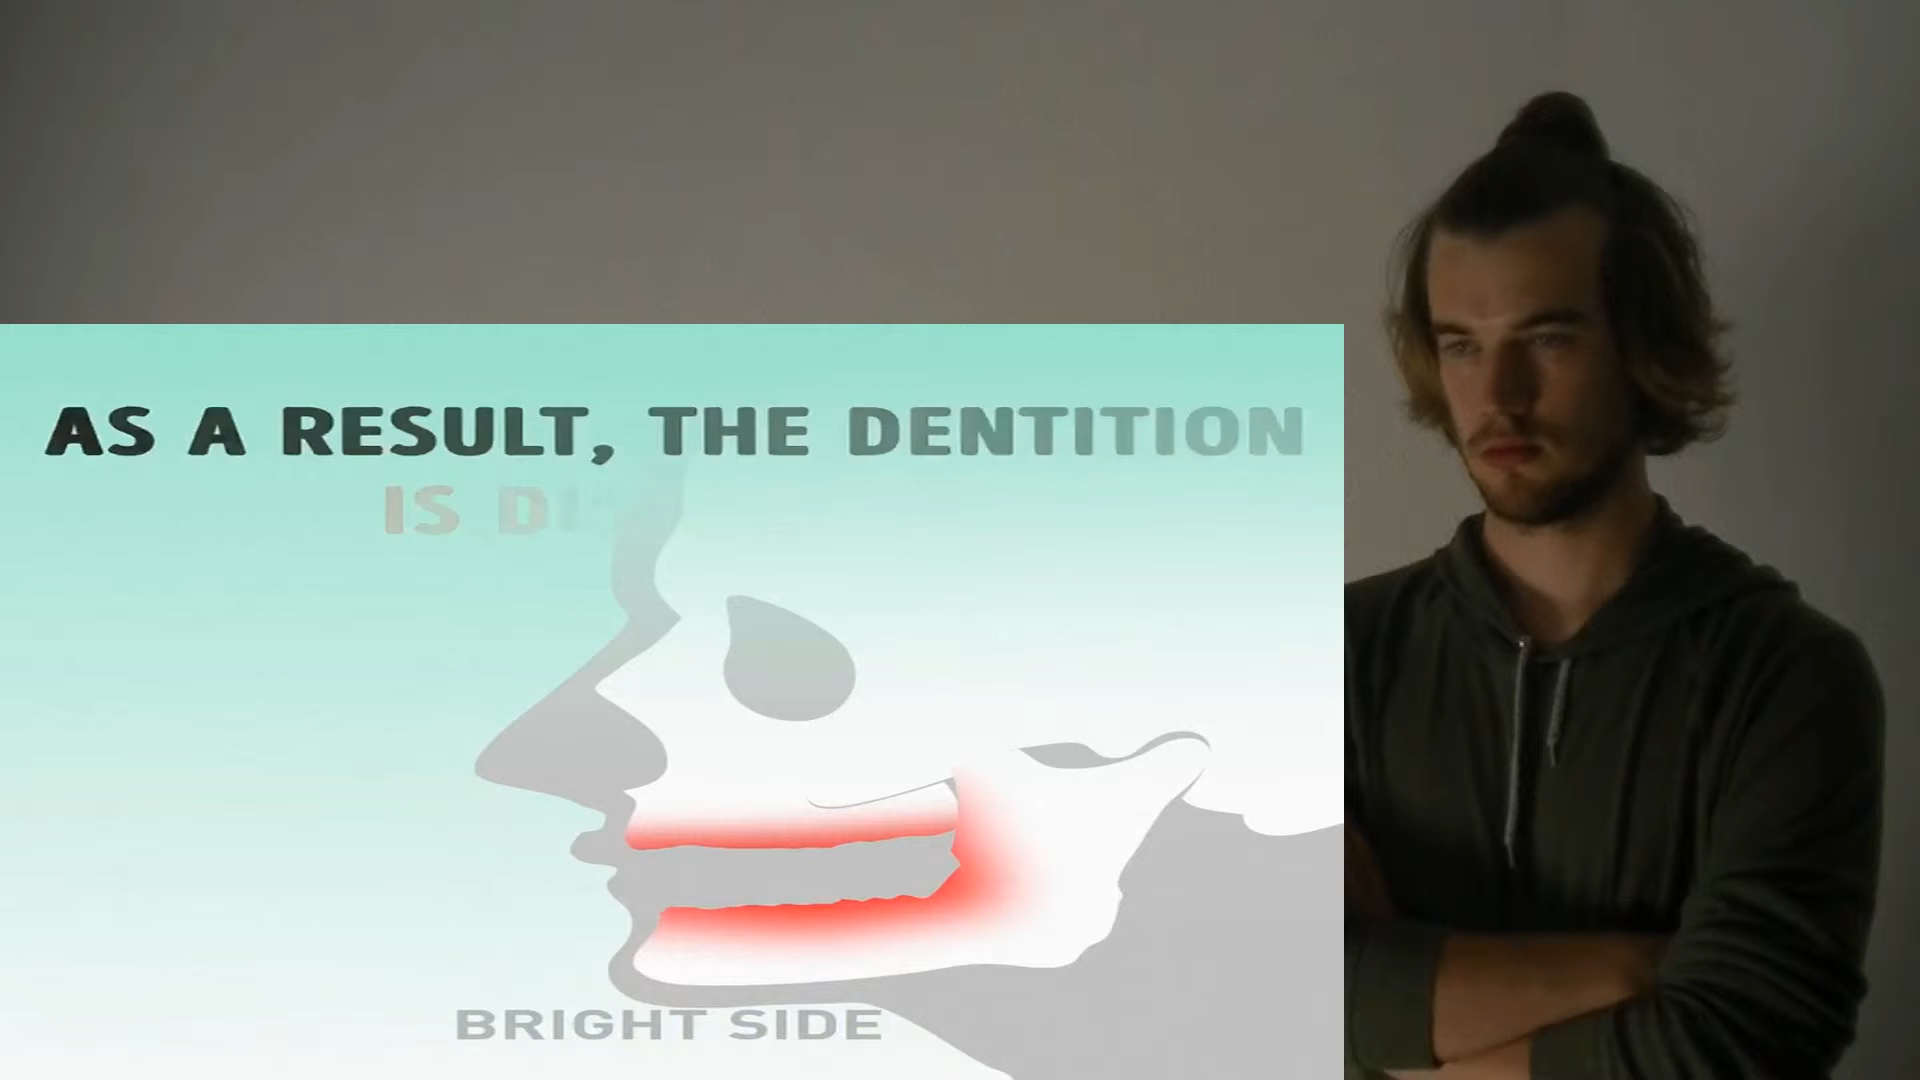 AS A RESULT, THE DENTITION
IS
BRIGHT SIDE